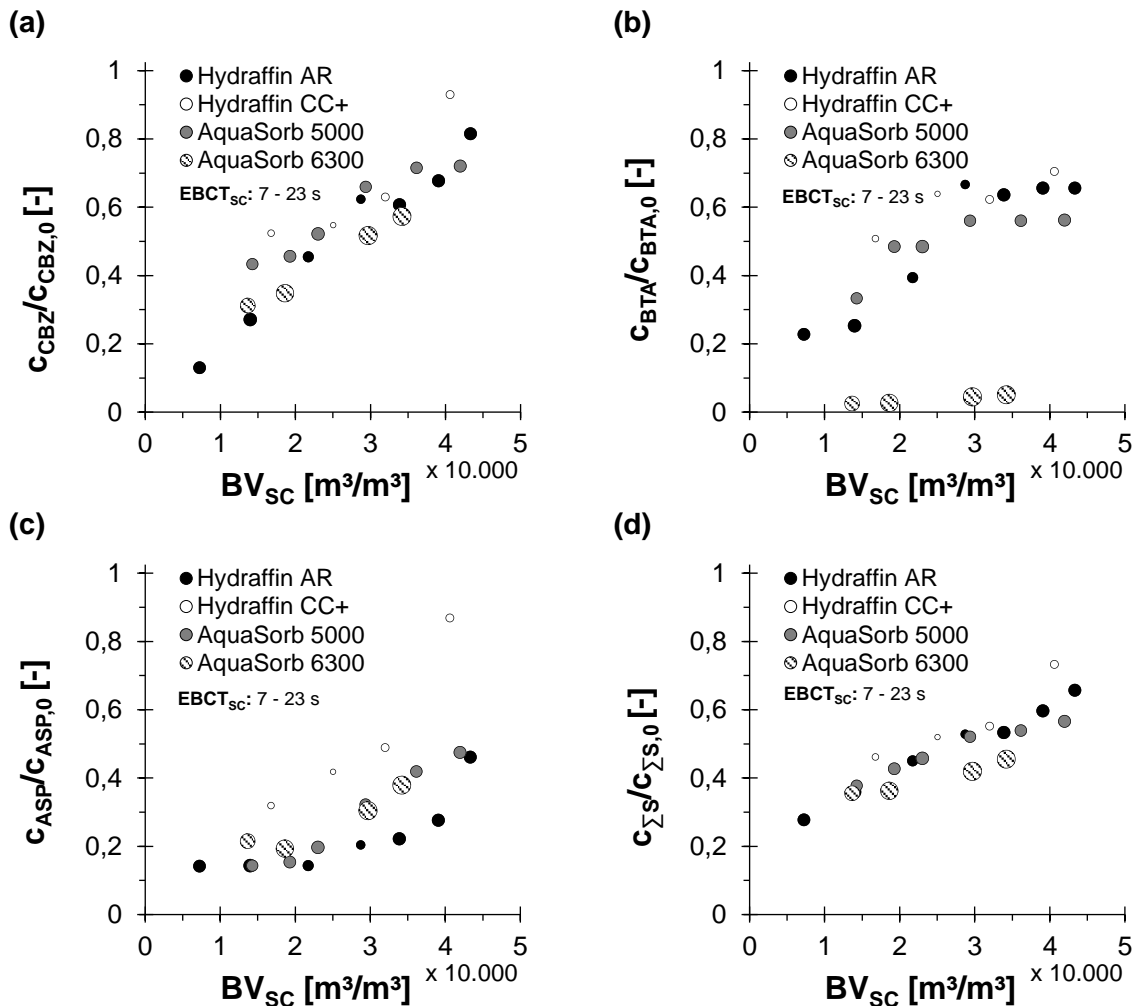 (a)
1
0,8
0,6
0,4
0,2
0
c_CBZ/c_CBZ,0 [-]
Hydraffin AR
Hydraffin CC+
AquaSorb 5000
AquaSorb 6300
EBCT_SC: 7 - 23 s
0 1 2 3 4 5
x 10.000
BV_SC [m³/m³]
(b)
1
0,8
0,6
0,4
0,2
0
c_BTA/c_BTA,0 [-]
Hydraffin AR
Hydraffin CC+
AquaSorb 5000
AquaSorb 6300
EBCT_SC: 7 - 23 s
0 1 2 3 4 5
x 10.000
BV_SC [m³/m³]
(c)
1
0,8
0,6
0,4
0,2
0
c_ASP/c_ASP,0 [-]
Hydraffin AR
Hydraffin CC+
AquaSorb 5000
AquaSorb 6300
EBCT_SC: 7 - 23 s
0 1 2 3 4 5
x 10.000
BV_SC [m³/m³]
(d)
1
0,8
0,6
0,4
0,2
0
c_∑S/c_∑S,0 [-]
Hydraffin AR
Hydraffin CC+
AquaSorb 5000
AquaSorb 6300
EBCT_SC: 7 - 23 s
0 1 2 3 4 5
x 10.000
BV_SC [m³/m³]